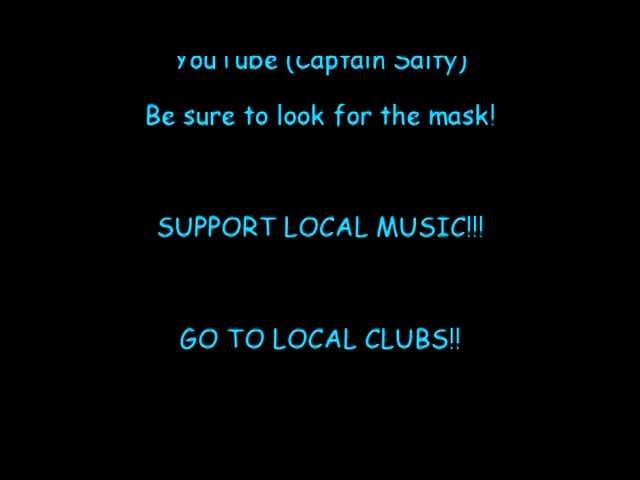 YouTube (Captain Salty)
Be sure to look for the mask!
SUPPORT LOCAL MUSIC!!!
GO TO LOCAL CLUBS!!